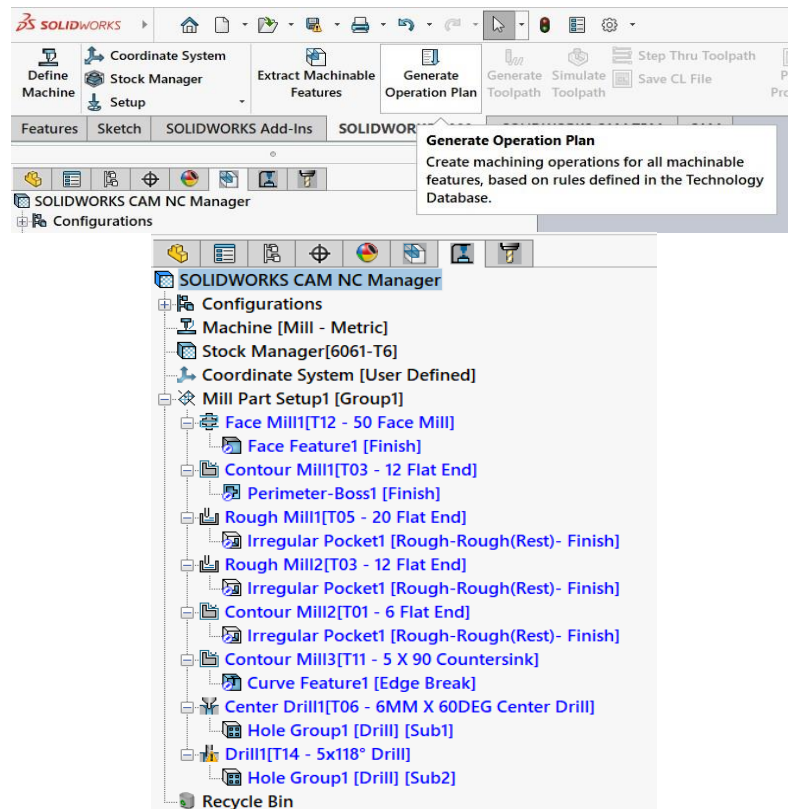 SOLIDWORKS
Define Machine
Coordinate System
Stock Manager
Setup
Extract Machinable Features
Generate Operation Plan
Generate Toolpath
Simulate Toolpath
Step Thru Toolpath
Save CL File
Features Sketch SOLIDWORKS Add-Ins
Generate Operation Plan
Create machining operations for all machinable
features, based on rules defined in the Technology
Database.
SOLIDWORKS CAM NC Manager
Configurations
SOLIDWORKS CAM NC Manager
Configurations
Machine [Mill - Metric]
Stock Manager[6061-T6]
Coordinate System [User Defined]
Mill Part Setup1 [Group1]
Face Mill1[T12 - 50 Face Mill]
Face Feature1 [Finish]
Contour Mill1[T03 - 12 Flat End]
Perimeter-Boss1 [Finish]
Rough Mill1[T05 - 20 Flat End]
Irregular Pocket1 [Rough-Rough(Rest)- Finish]
Rough Mill2[T03 - 12 Flat End]
Irregular Pocket1 [Rough-Rough(Rest)- Finish]
Contour Mill2[T01 - 6 Flat End]
Irregular Pocket1 [Rough-Rough(Rest)- Finish]
Contour Mill3[T11 - 5 X 90 Countersink]
Curve Feature1 [Edge Break]
Center Drill1[T06 - 6MM X 60DEG Center Drill]
Hole Group1 [Drill] [Sub1]
Drill1[T14 - 5x118° Drill]
Hole Group1 [Drill] [Sub2]
Recycle Bin